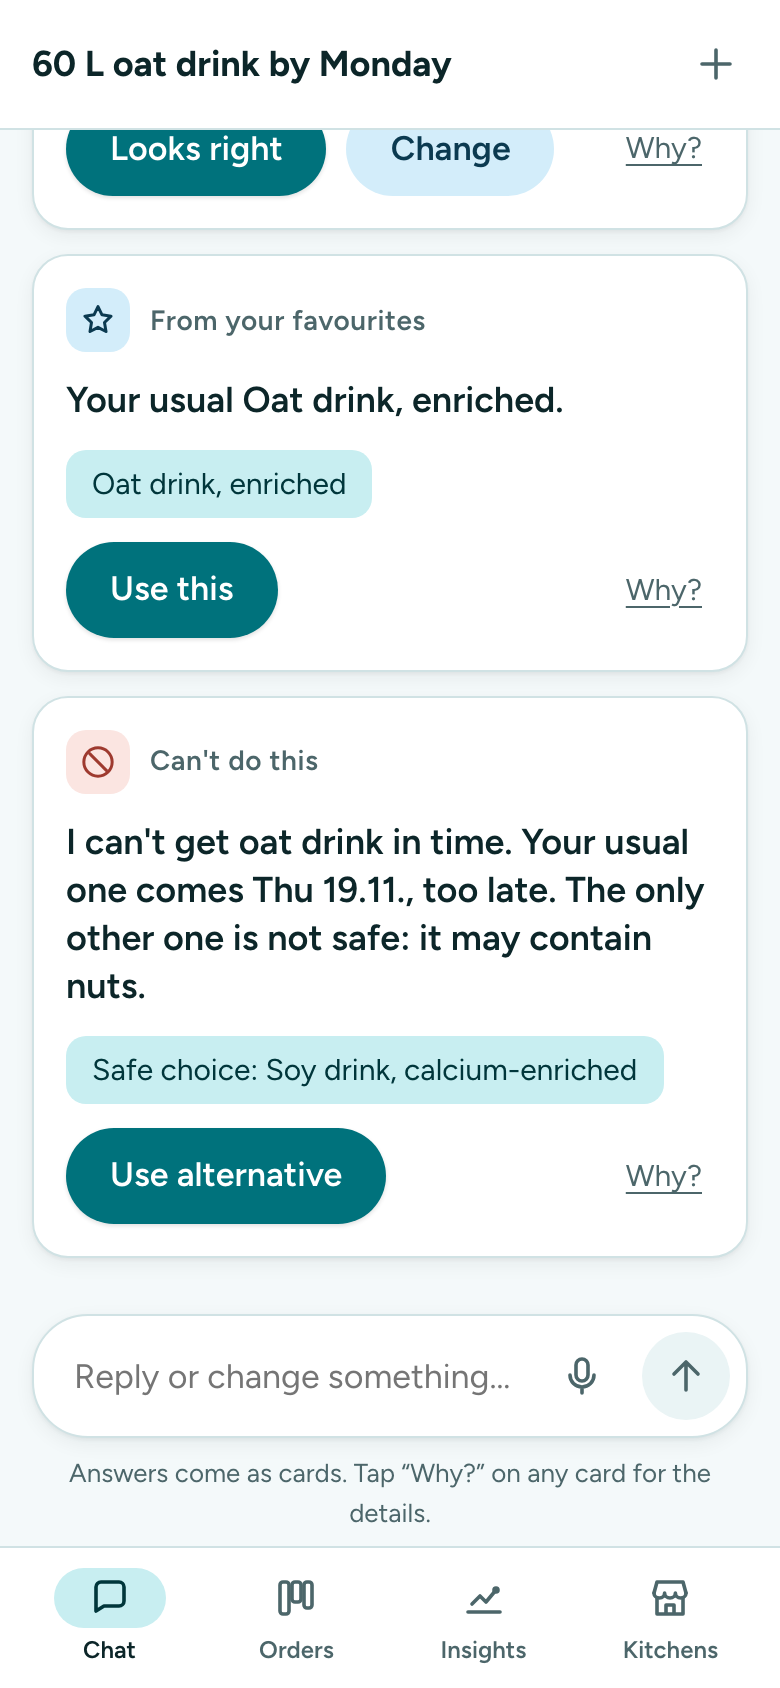 60 L oat drink by Monday
Looks right
Change
Why?
From your favourites
Your usual Oat drink, enriched.
Oat drink, enriched
Use this
Why?
Can't do this
I can't get oat drink in time. Your usual
one comes Thu 19.11., too late. The only
other one is not safe: it may contain
nuts.
Safe choice: Soy drink, calcium-enriched
Use alternative
Why?
Reply or change something...
Answers come as cards. Tap “Why?” on any card for the
details.
Chat
Orders
Insights
Kitchens